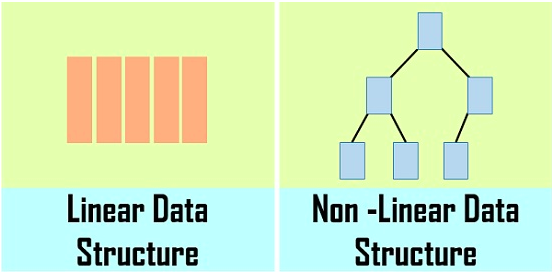 Linear Data
Structure
Non -Linear Data
Structure